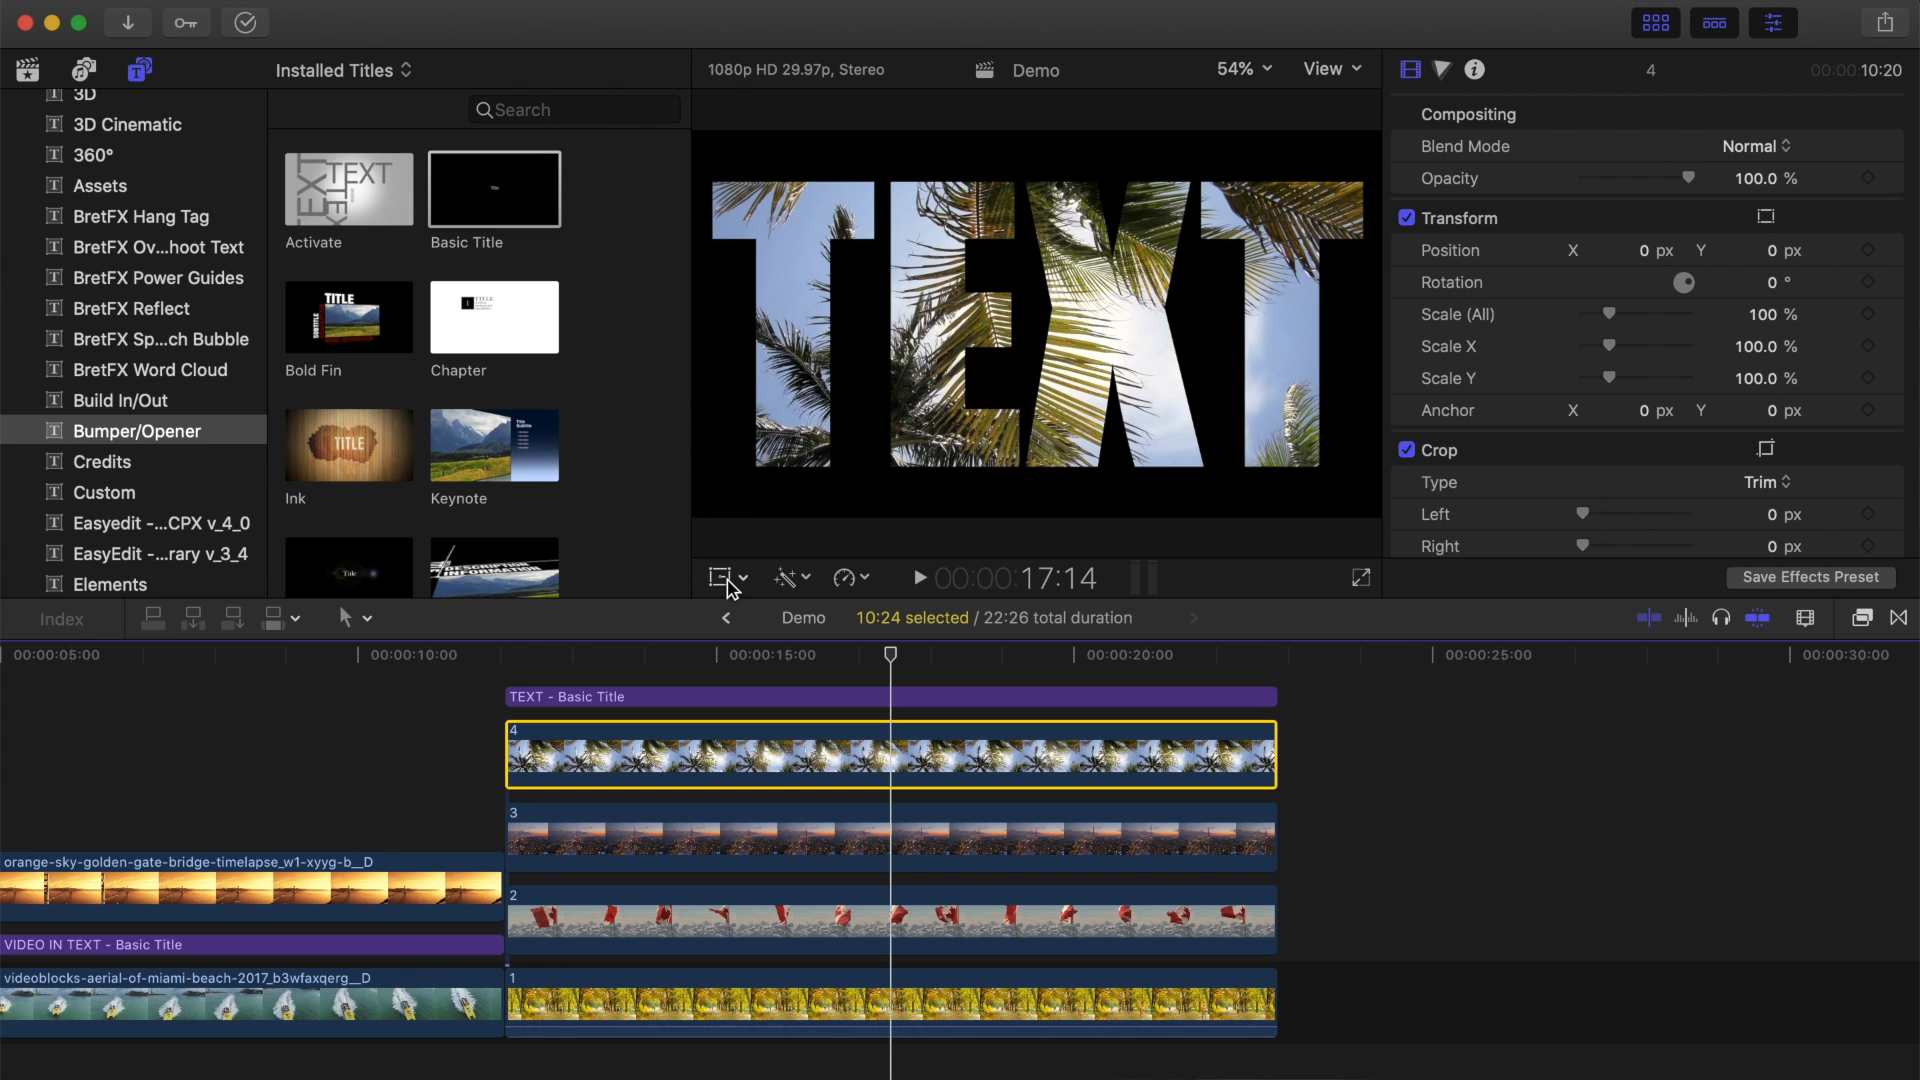 Installed Titles
1080p HD 29.97p, Stereo
Demo
54%
View
4
00:00:10:20
3D
3D Cinematic
360°
Assets
BretFX Hang Tag
BretFX Ov...hoot Text
BretFX Power Guides
BretFX Reflect
BretFX Sp...ch Bubble
BretFX Word Cloud
Build In/Out
Bumper/Opener
Credits
Custom
Easyedit -...CPX v_4_0
EasyEdit -...rary v_3_4
Elements
Search
TEXT
TEXT
Title
Activate
Basic Title
TITLE
SUBTITLE
1
TITLE
Bold Fin
Chapter
TITLE
Title
Subtitle
Ink
Keynote
Title
DESCRIPTION
INFORMATION
TEXT
00:00:17:14
Compositing
Blend Mode
Normal
Opacity
100.0 %
Transform
Position
X
0 px
Y
0 px
Rotation
0 °
Scale (All)
100 %
Scale X
100.0 %
Scale Y
100.0 %
Anchor
X
0 px
Y
0 px
Crop
Type
Trim
Left
0 px
Right
0 px
Save Effects Preset
Index
Demo
10:24 selected / 22:26 total duration
00:00:05:00
00:00:10:00
00:00:15:00
00:00:20:00
00:00:25:00
00:00:30:00
TEXT - Basic Title
4
3
orange-sky-golden-gate-bridge-timelapse_w1-xyyg-b__D
2
VIDEO IN TEXT - Basic Title
videoblocks-aerial-of-miami-beach-2017_b3wfaxqerg__D
1